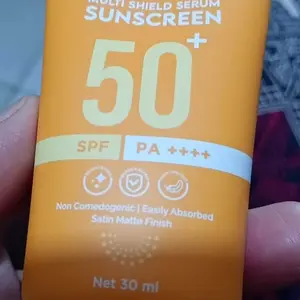 MULTI SHIELD SERUM
SUNSCREEN
50+
SPF PA ++++
Non Comedogenic | Easily Absorbed
Satin Matte Finish
Net 30 ml